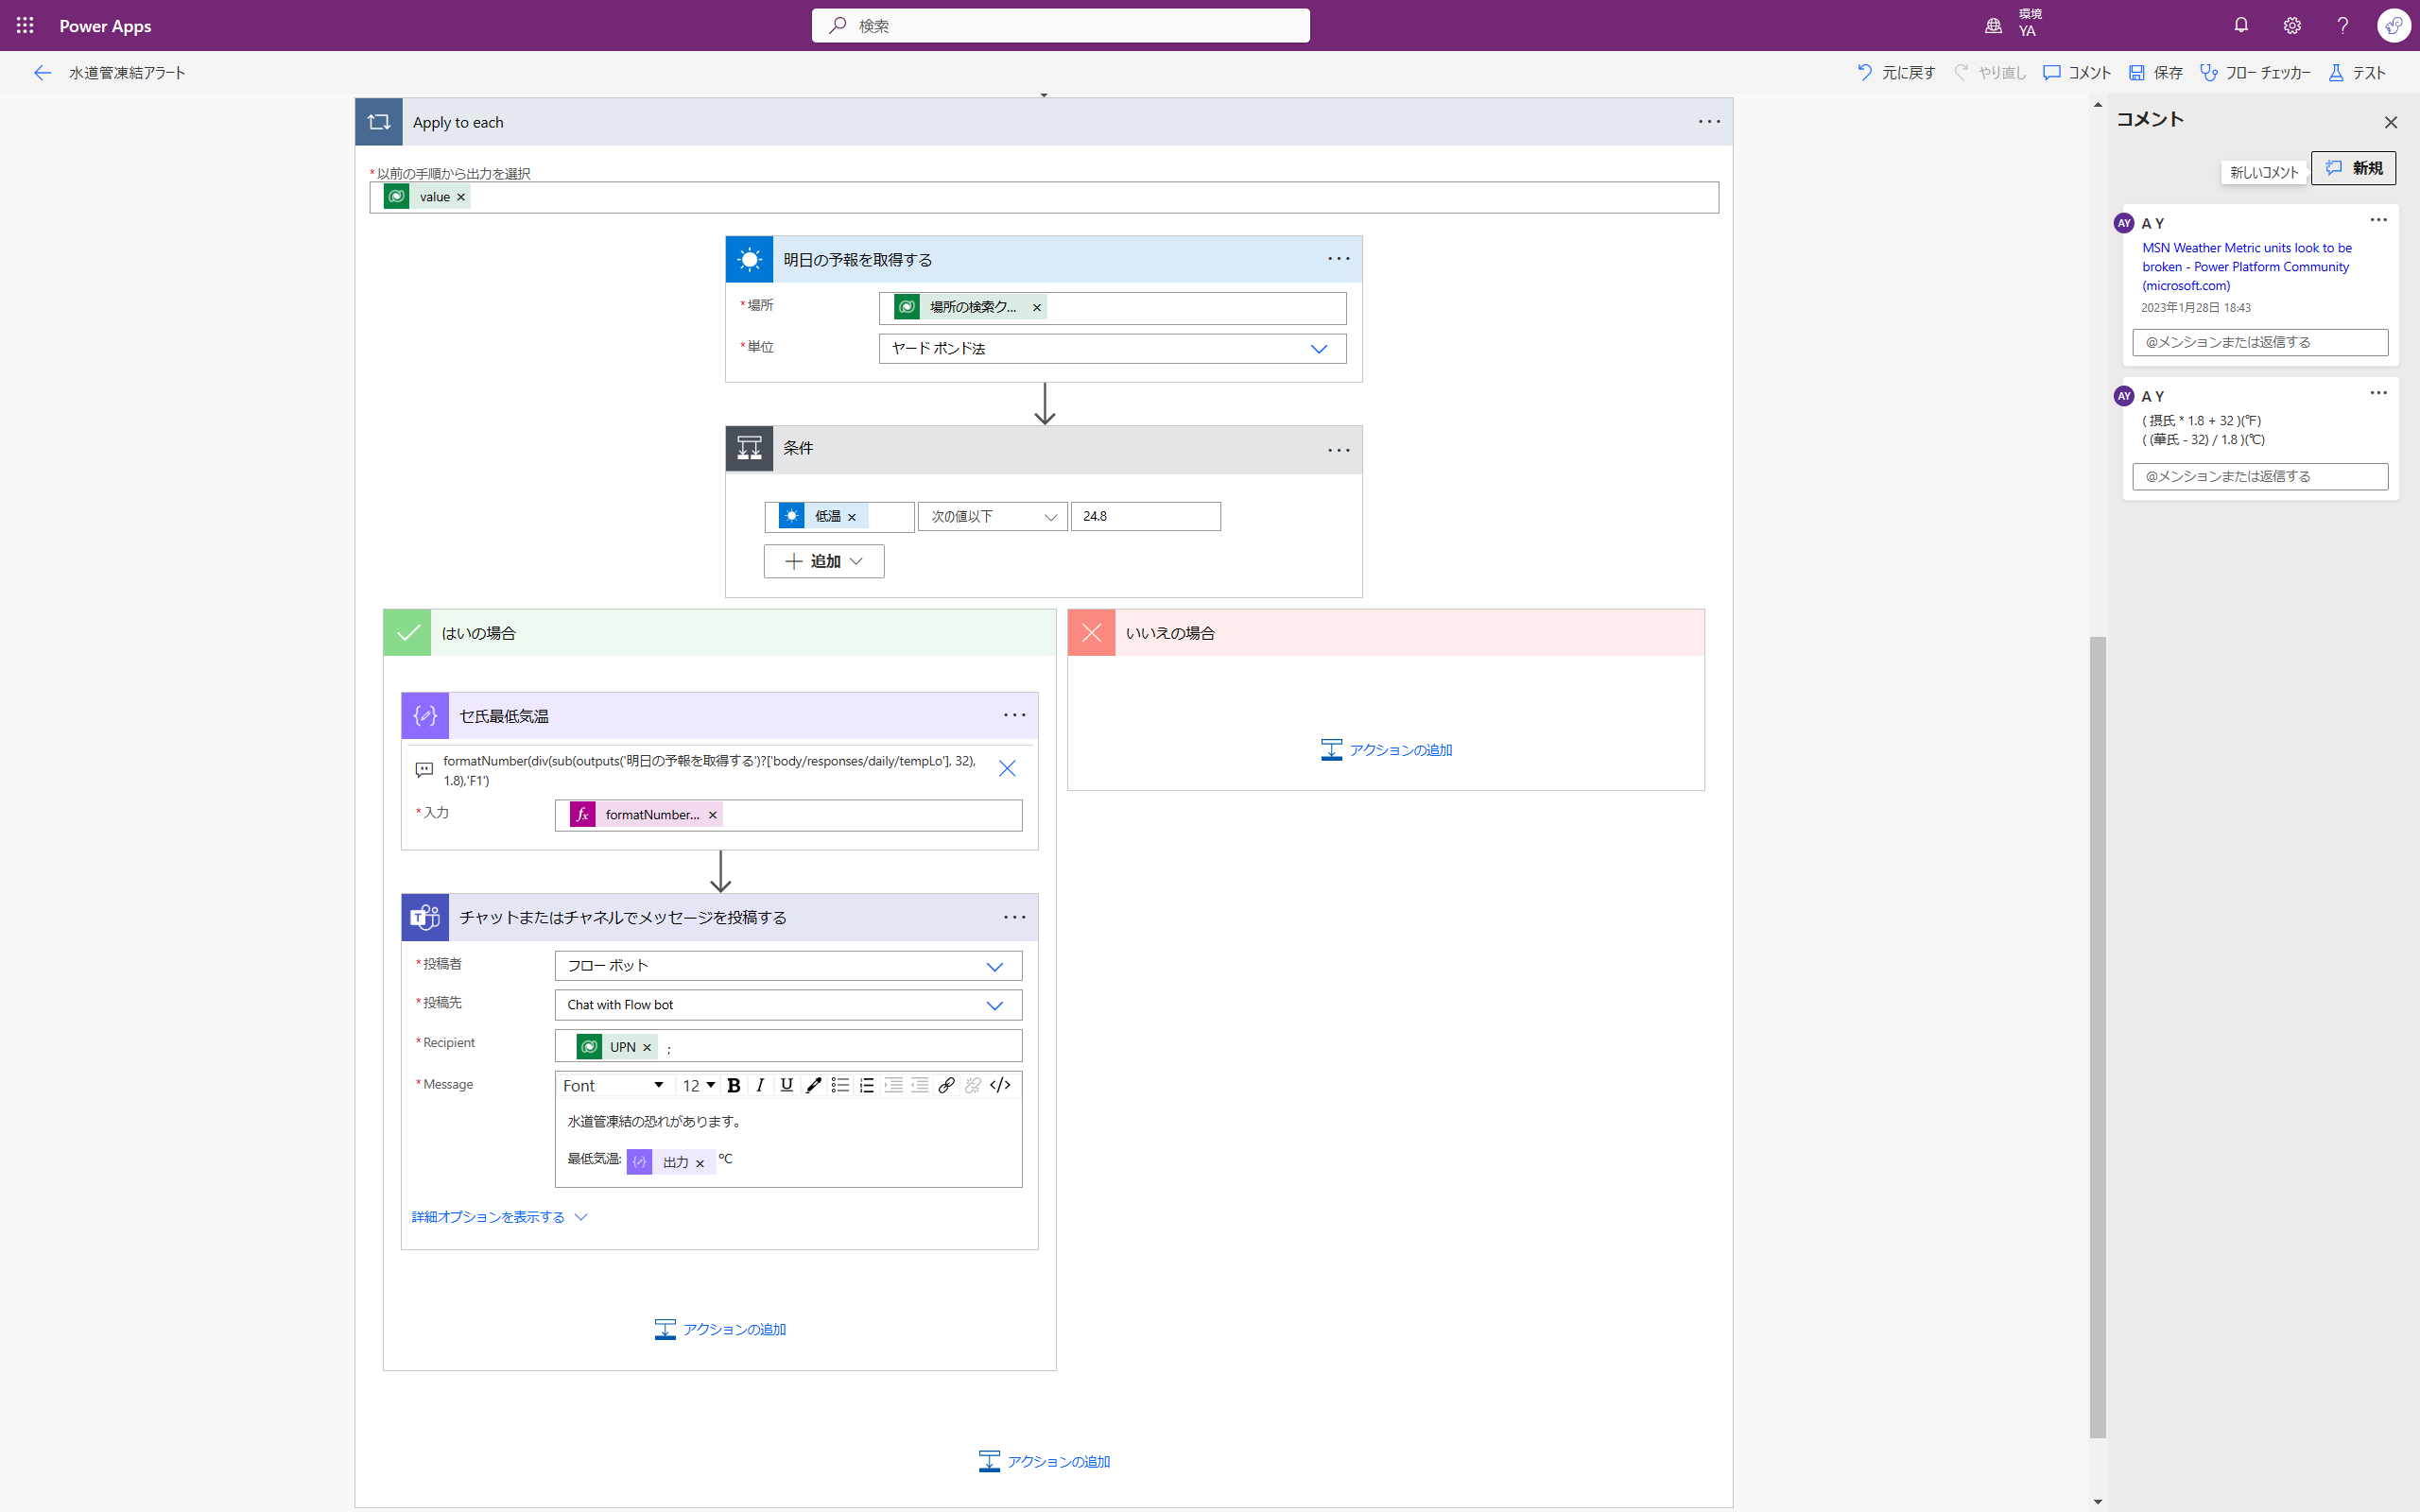 Power Apps
検索
環境
YA
水道管凍結アラート
元に戻す
やり直し
コメント
保存
フロー チェッカー
テスト
Apply to each
*以前の手順から出力を選択
value
明日の予報を取得する
*場所
場所の検索ク...
*単位
ヤード ポンド法
条件
低温
次の値以下
24.8
追加
はいの場合
いいえの場合
セ氏最低気温
formatNumber(div(sub(outputs('明日の予報を取得する')?['body/responses/daily/tempLo'], 32),
1.8),'F1')
*入力
fx
formatNumber...
アクションの追加
チャットまたはチャネルでメッセージを投稿する
*投稿者
フロー ボット
*投稿先
Chat with Flow bot
*Recipient
UPN
;
*Message
Font
12
B I U
水道管凍結の恐れがあります。
最低気温: 出力 ℃
詳細オプションを表示する
アクションの追加
アクションの追加
コメント
新しいコメント
新規
AY
A Y
MSN Weather Metric units look to be
broken - Power Platform Community
(microsoft.com)
2023年1月28日 18:43
@メンションまたは返信する
AY
A Y
( 摂氏 * 1.8 + 32 )(℉)
( (華氏 - 32) / 1.8 )(℃)
@メンションまたは返信する